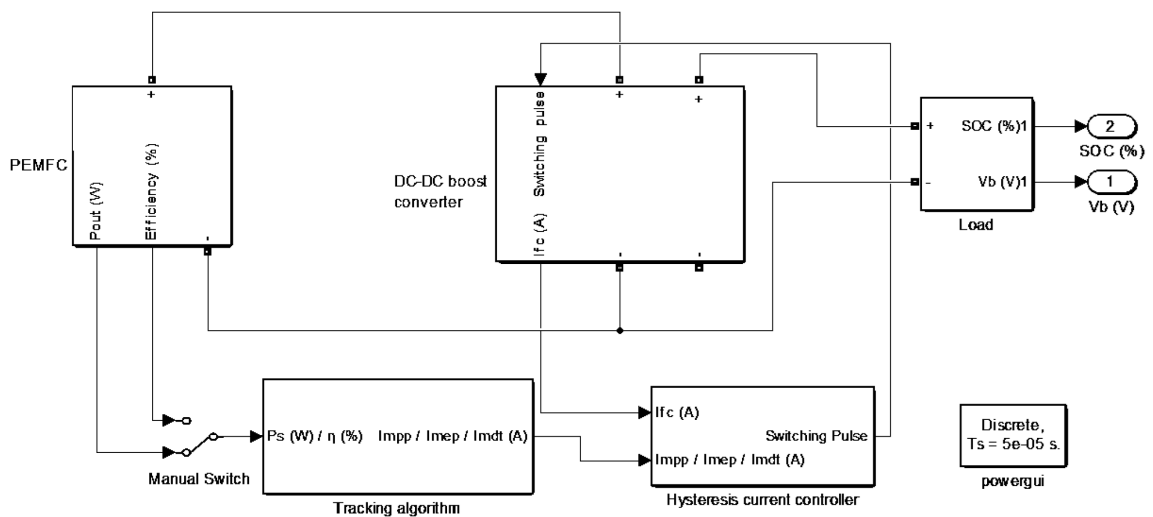 PEMFC
+
Pout (W)
Efficiency (%)
-
DC-DC boost
converter
Switching pulse
Ifc (A)
+
+
-
-
+
-
SOC (%)1
Vb (V)1
Load
2
SOC (%)
1
Vb (V)
Manual Switch
Ps (W) / η (%)
Impp / Imep / Imdt (A)
Tracking algorithm
Ifc (A)
Impp / Imep / Imdt (A)
Switching Pulse
Hysteresis current controller
Discrete,
Ts = 5e-05 s.
powergui